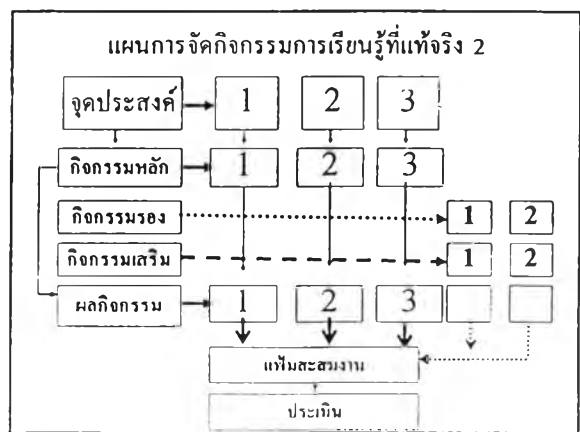 แผนการจัดกิจกรรมการเรียนรู้ที่แท้จริง 2
จุดประสงค์ 1 2 3
กิจกรรมหลัก 1 2 3
กิจกรรมรอง 1 2
กิจกรรมเสริม 1 2
ผลกิจกรรม 1 2 3
แฟ้มสะสมงาน
ประเมิน